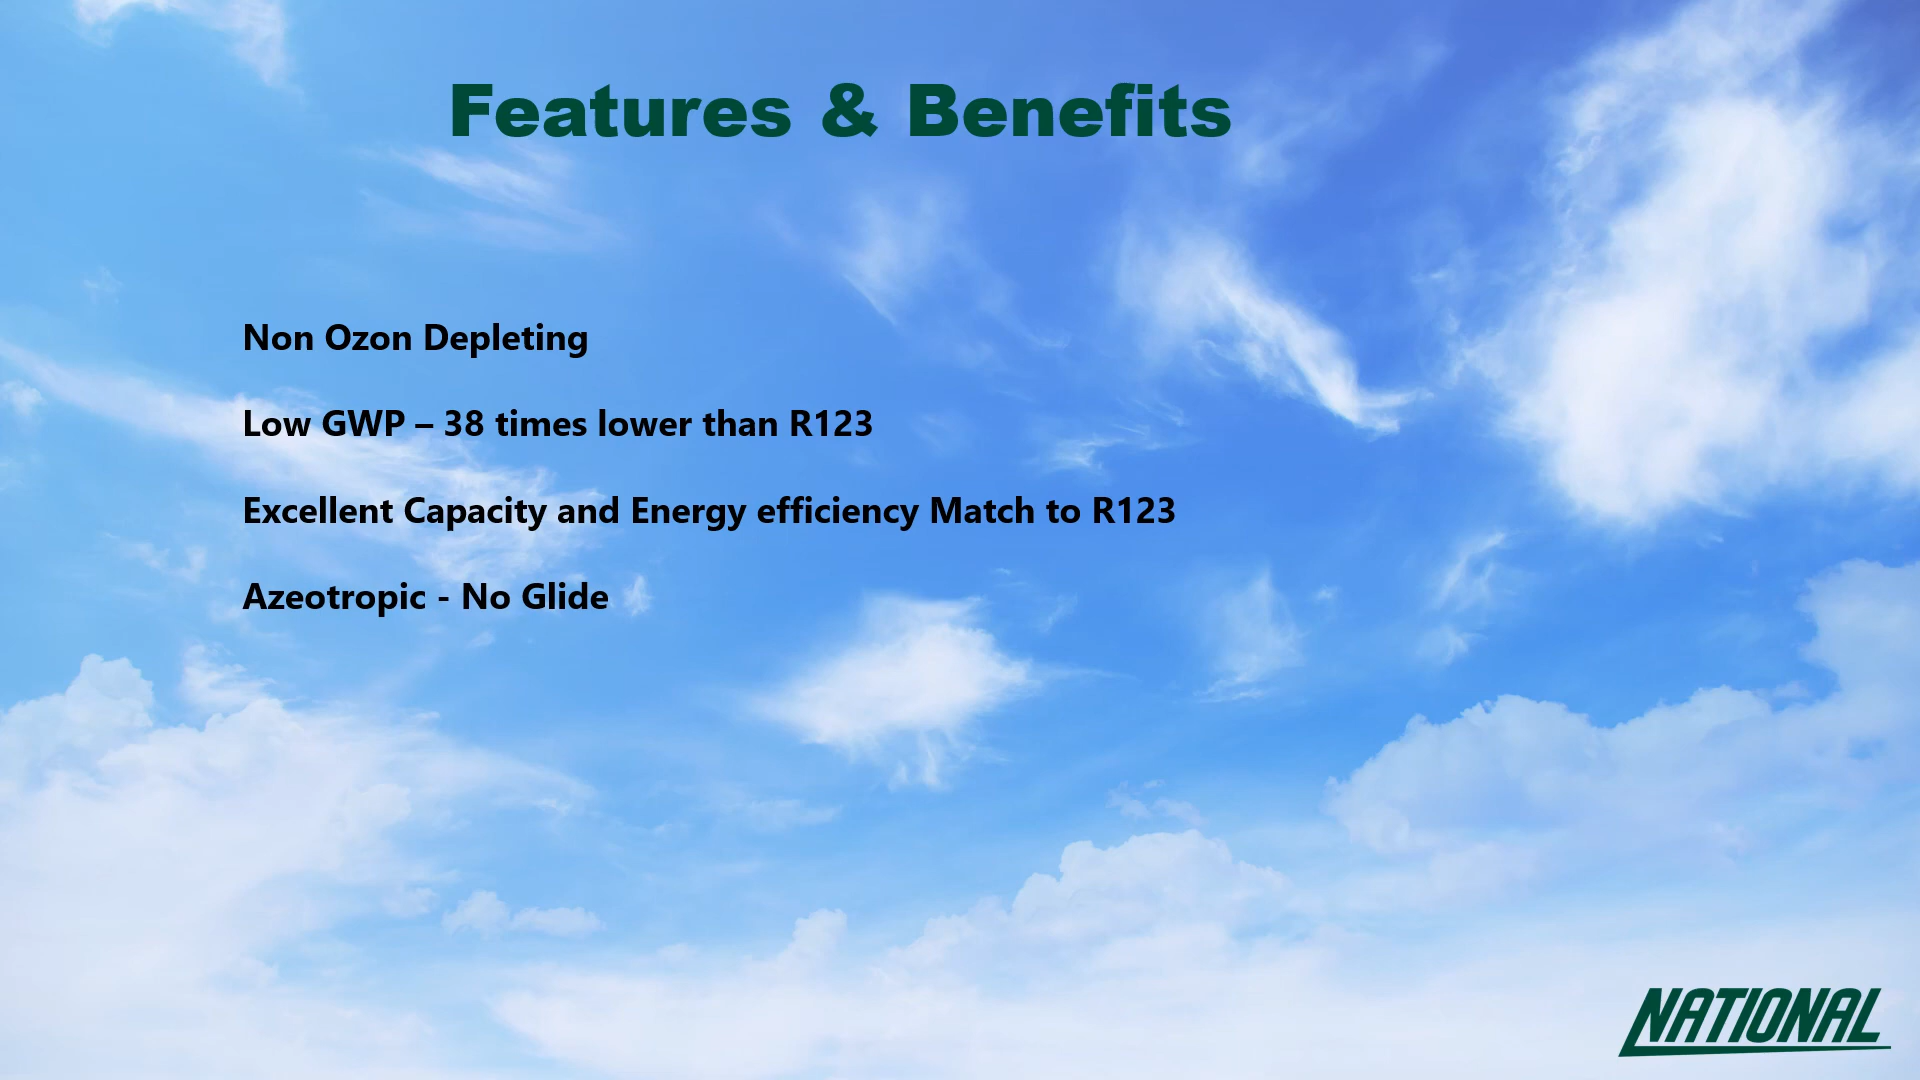 Features & Benefits
Non Ozon Depleting
Low GWP – 38 times lower than R123
Excellent Capacity and Energy efficiency Match to R123
Azeotropic - No Glide
NATIONAL